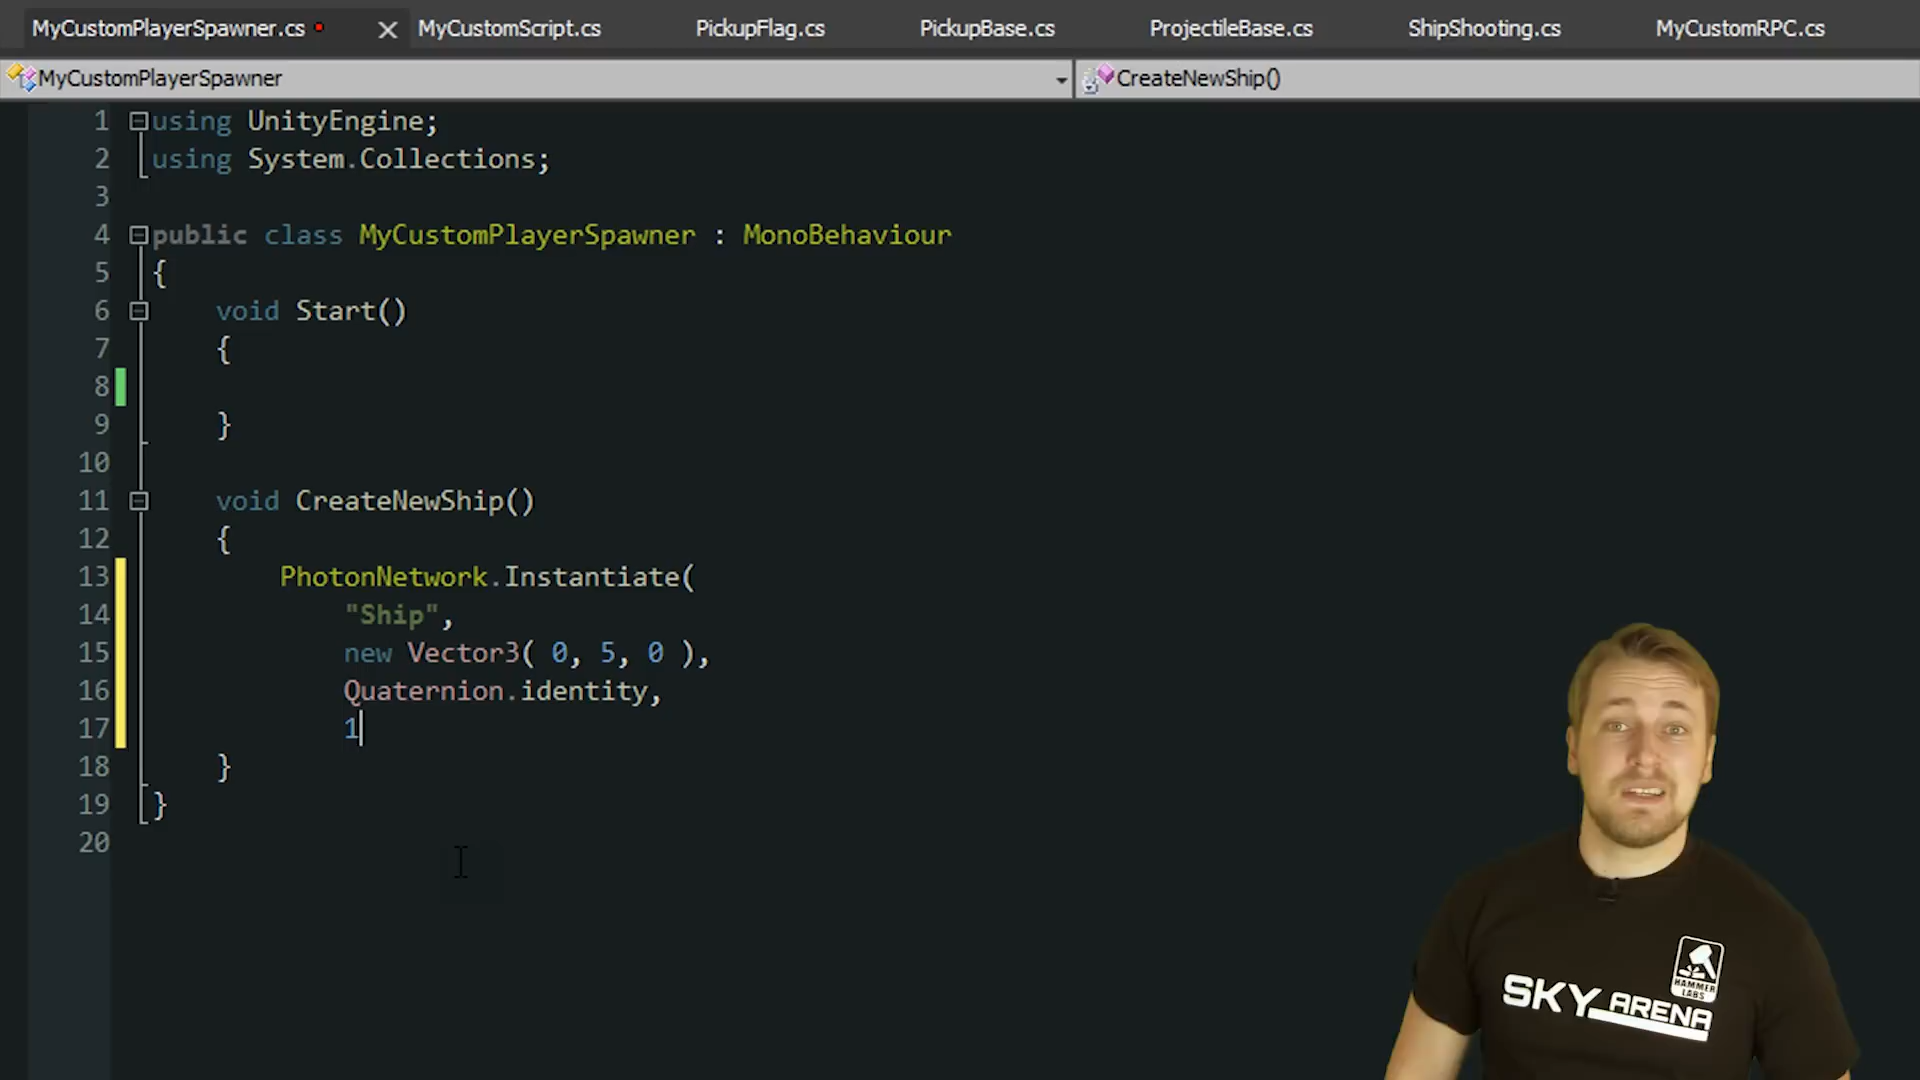 MyCustomPlayerSpawner.cs MyCustomScript.cs PickupFlag.cs PickupBase.cs ProjectileBase.cs ShipShooting.cs MyCustomRPC.cs
MyCustomPlayerSpawner CreateNewShip()
1 using UnityEngine;
2 using System.Collections;
3
4 public class MyCustomPlayerSpawner : MonoBehaviour
5 {
6 void Start()
7 {
8
9 }
10
11 void CreateNewShip()
12 {
13 PhotonNetwork.Instantiate(
14 "Ship",
15 new Vector3( 0, 5, 0 ),
16 Quaternion.identity,
17 1
18 }
19 }
20
HAMMER
LABS
SKY ARENA